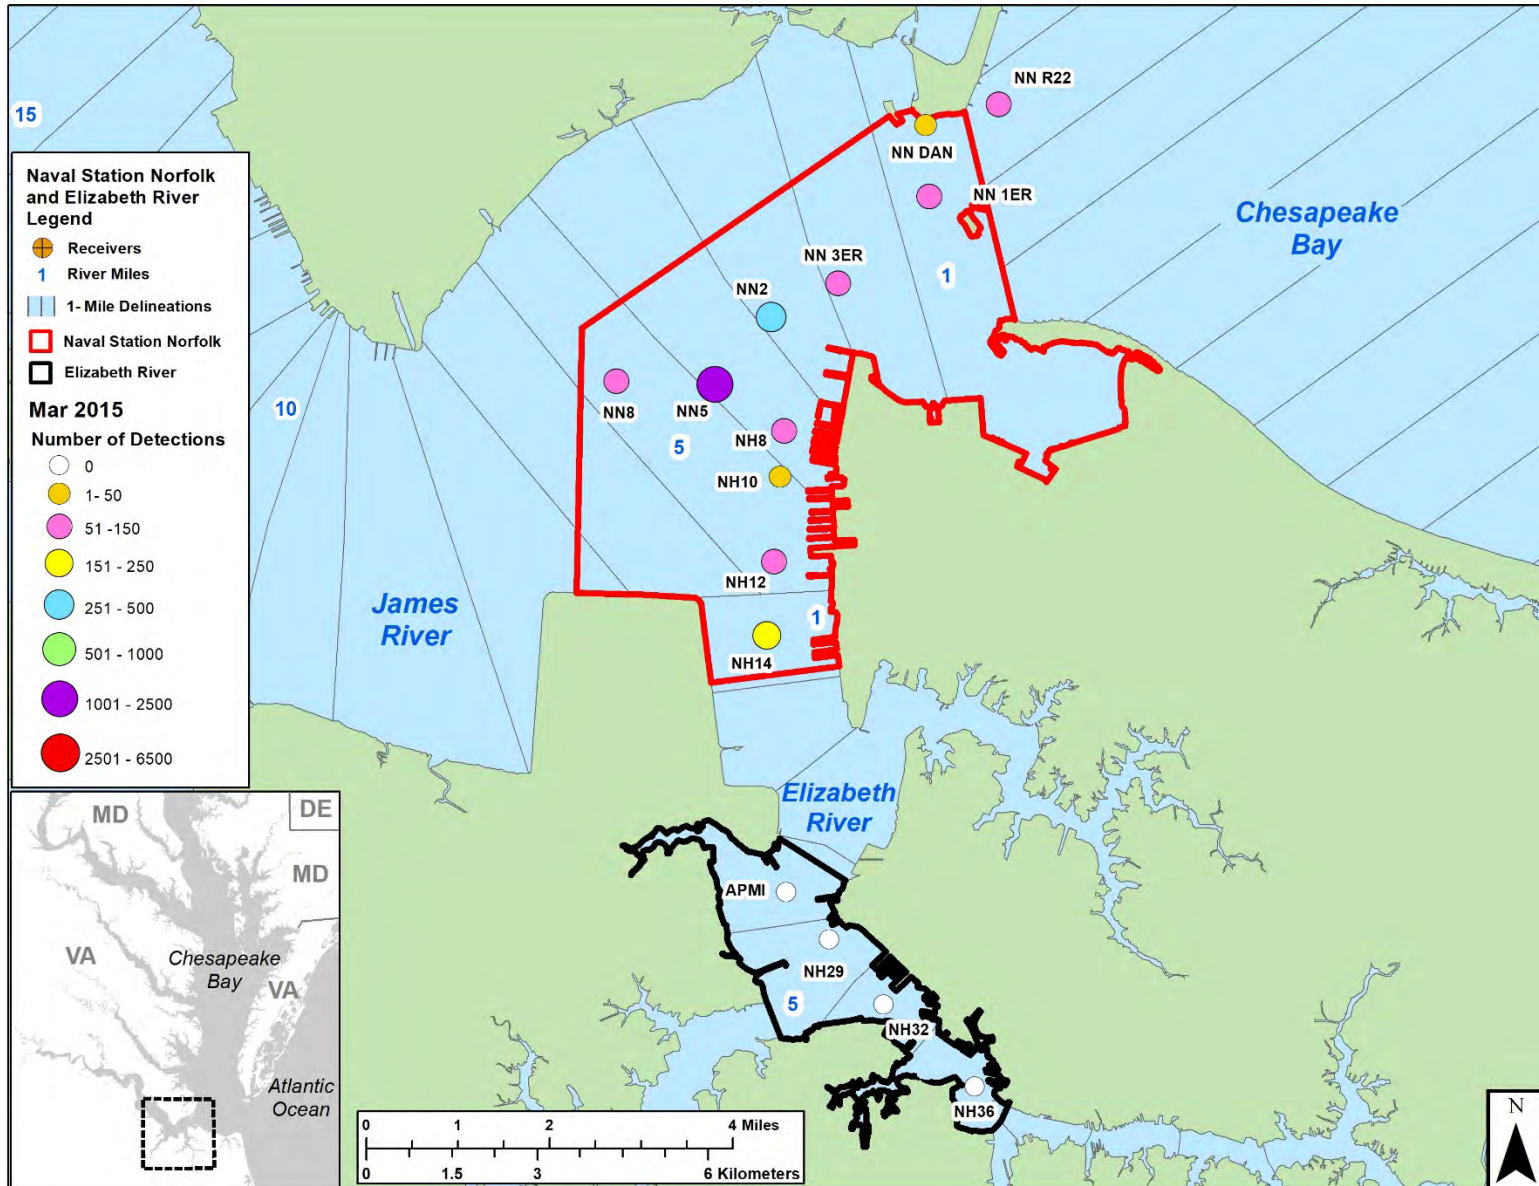 NN R22
15
NN DAN
Naval Station Norfolk
and Elizabeth River
Legend
Receivers
1 River Miles
1- Mile Delineations
Naval Station Norfolk
Elizabeth River
Mar 2015
Number of Detections
0
1- 50
51 -150
151 - 250
251 - 500
501 - 1000
1001 - 2500
2501 - 6500
NN 1ER
Chesapeake
Bay
NN 3ER
1
NN2
NN8
NN5
10
NH8
5
NH10
NH12
James
River
1
NH14
Elizabeth
River
APMI
NH29
5
NH32
NH36
MD
DE
MD
VA
Chesapeake
Bay
VA
Atlantic
Ocean
0 1 2 4 Miles
0 1.5 3 6 Kilometers
N